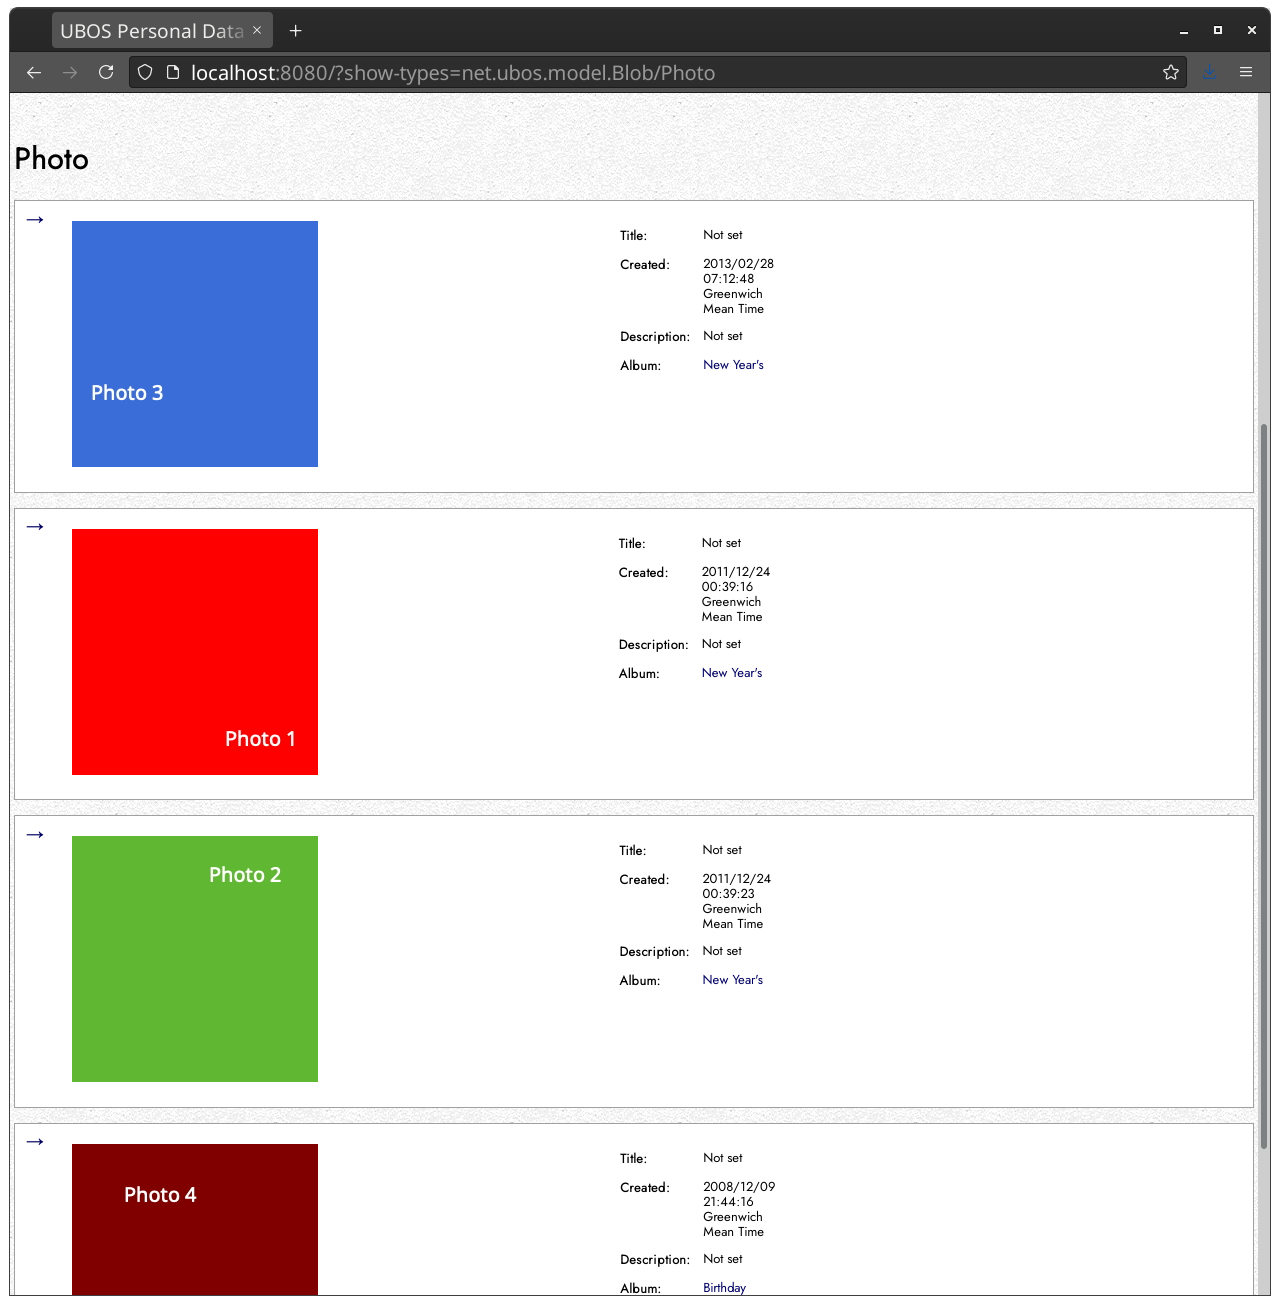 UBOS Personal Data
localhost:8080/?show-types=net.ubos.model.Blob/Photo
Photo
Photo 3
Title: Not set
Created: 2013/02/28
07:12:48
Greenwich
Mean Time
Description: Not set
Album: New Year's
Photo 1
Title: Not set
Created: 2011/12/24
00:39:16
Greenwich
Mean Time
Description: Not set
Album: New Year's
Photo 2
Title: Not set
Created: 2011/12/24
00:39:23
Greenwich
Mean Time
Description: Not set
Album: New Year's
Photo 4
Title: Not set
Created: 2008/12/09
21:44:16
Greenwich
Mean Time
Description: Not set
Album: Birthday